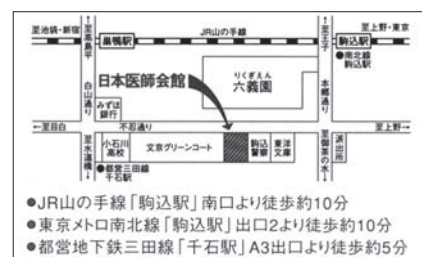 至池袋・新宿
至高島平
巣鴨駅
JR山の手線
至王子
駒込駅
至上野・東京
●南北線
駒込駅
白山通り
日本医師会館
りくぎえん
六義園
本郷通り
みずほ
銀行
←至目白
不忍通り
至上野→
至水道橋
小石川
高校
文京グリーンコート
駒込
警察
東洋
文庫
至御茶の水
派出所
●都営三田線
千石駅
●JR山の手線「駒込駅」南口より徒歩約10分
●東京メトロ南北線「駒込駅」出口2より徒歩約10分
●都営地下鉄三田線「千石駅」A3出口より徒歩約5分